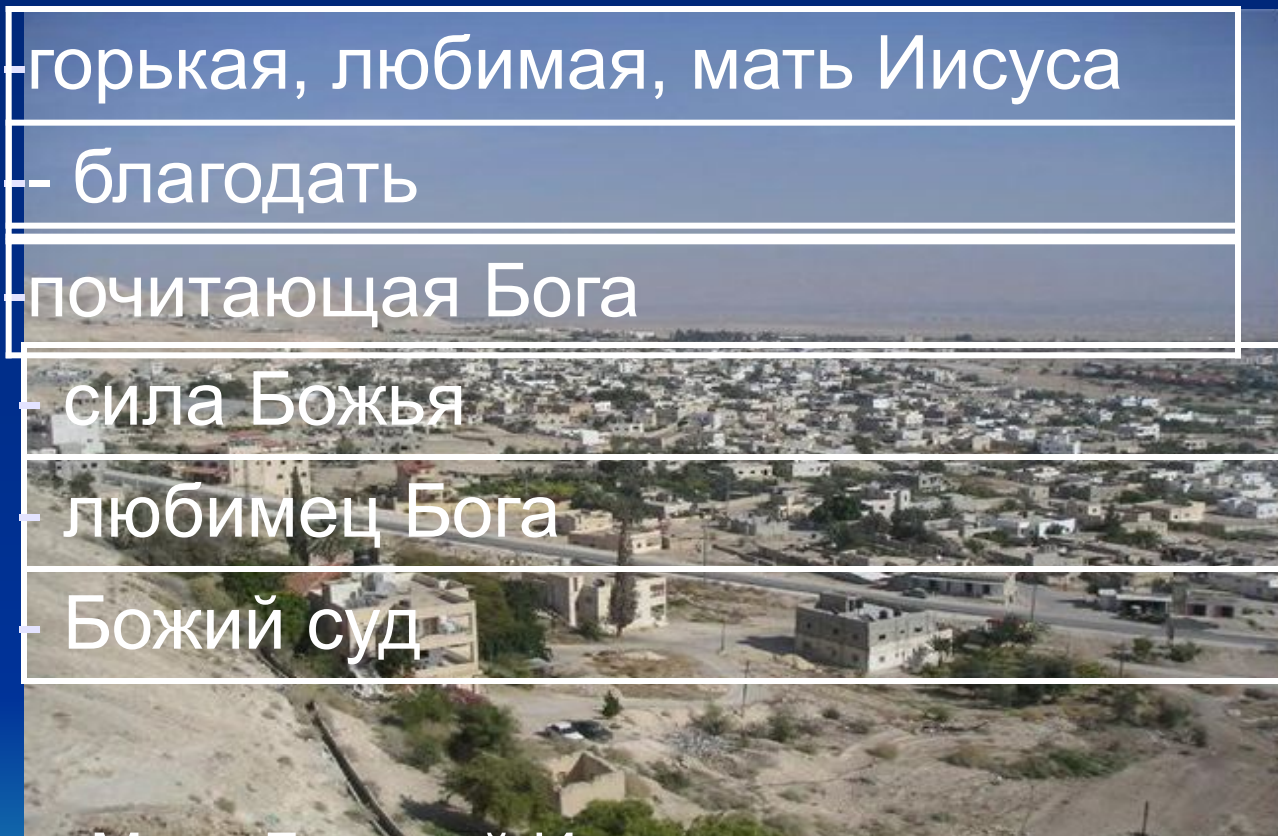 -горькая, любимая, мать Иисуса
-- благодать
-почитающая Бога
- сила Божья
- любимец Бога
- Божий суд